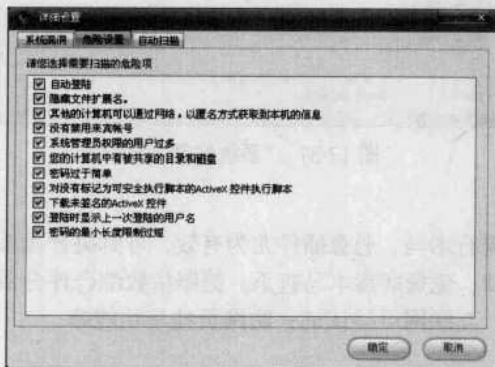 详细设置
系统漏洞 危险设置 自动扫描
请您选择需要扫描的危险项
自动登陆
隐藏文件扩展名。
其他的计算机可以通过网络，以匿名方式获取到本机的信息
没有禁用来宾帐号
系统管理员权限的用户过多
您的计算机中有被共享的目录和磁盘
密码过于简单
对没有标记为可安全执行脚本的ActiveX 控件执行脚本
下载未签名的ActiveX 控件
登陆时显示上一次登陆的用户名
密码的最小长度限制过短
确定 取消